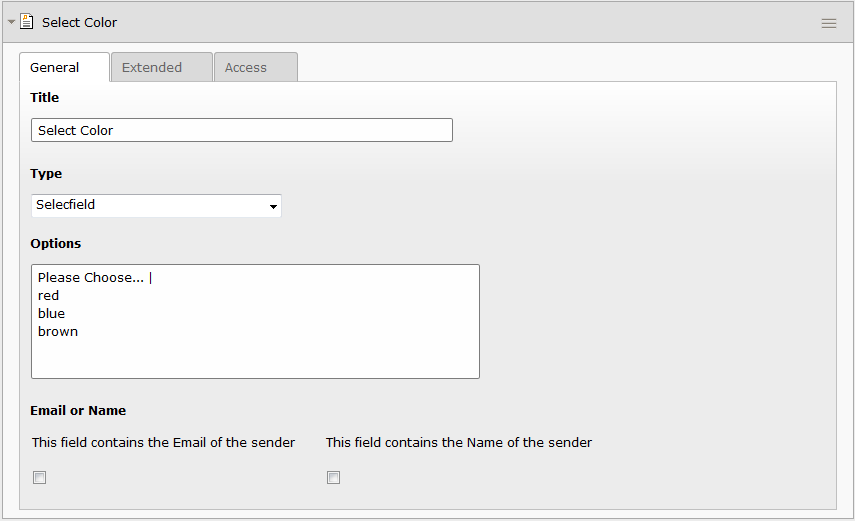 Select Color
General Extended Access
Title
Select Color
Type
Selecfield
Options
Please Choose... |
red
blue
brown
Email or Name
This field contains the Email of the sender This field contains the Name of the sender